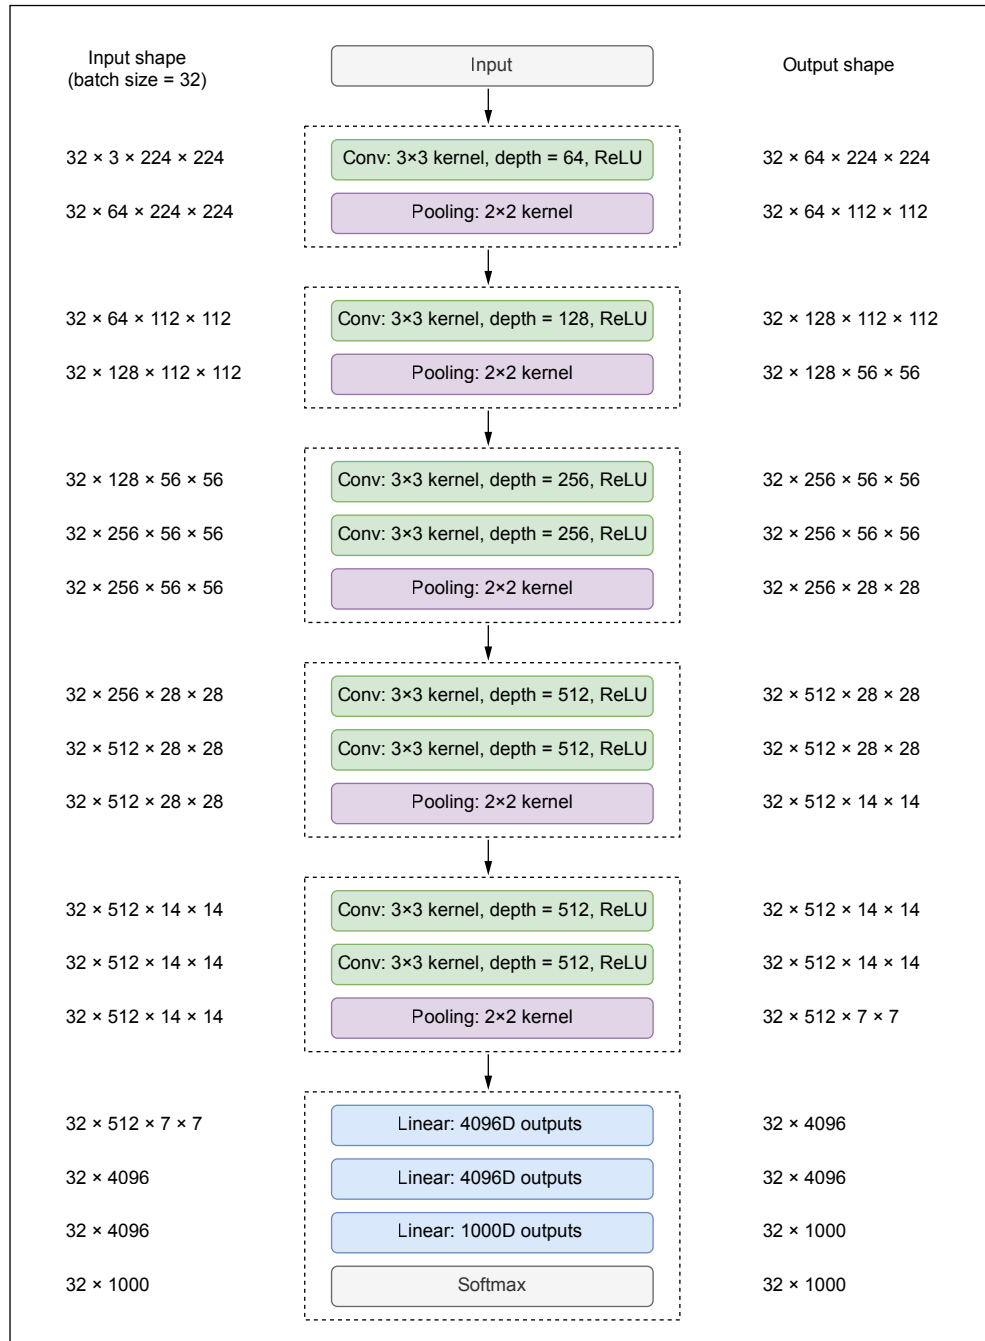 Input shape
(batch size = 32)
Input
Output shape
32 × 3 × 224 × 224
Conv: 3×3 kernel, depth = 64, ReLU
32 × 64 × 224 × 224
32 × 64 × 224 × 224
Pooling: 2×2 kernel
32 × 64 × 112 × 112
32 × 64 × 112 × 112
Conv: 3×3 kernel, depth = 128, ReLU
32 × 128 × 112 × 112
32 × 128 × 112 × 112
Pooling: 2×2 kernel
32 × 128 × 56 × 56
32 × 128 × 56 × 56
Conv: 3×3 kernel, depth = 256, ReLU
32 × 256 × 56 × 56
32 × 256 × 56 × 56
Conv: 3×3 kernel, depth = 256, ReLU
32 × 256 × 56 × 56
32 × 256 × 56 × 56
Pooling: 2×2 kernel
32 × 256 × 28 × 28
32 × 256 × 28 × 28
Conv: 3×3 kernel, depth = 512, ReLU
32 × 512 × 28 × 28
32 × 512 × 28 × 28
Conv: 3×3 kernel, depth = 512, ReLU
32 × 512 × 28 × 28
32 × 512 × 28 × 28
Pooling: 2×2 kernel
32 × 512 × 14 × 14
32 × 512 × 14 × 14
Conv: 3×3 kernel, depth = 512, ReLU
32 × 512 × 14 × 14
32 × 512 × 14 × 14
Conv: 3×3 kernel, depth = 512, ReLU
32 × 512 × 14 × 14
32 × 512 × 14 × 14
Pooling: 2×2 kernel
32 × 512 × 7 × 7
32 × 512 × 7 × 7
Linear: 4096D outputs
32 × 4096
32 × 4096
Linear: 4096D outputs
32 × 4096
32 × 4096
Linear: 1000D outputs
32 × 1000
32 × 1000
Softmax
32 × 1000